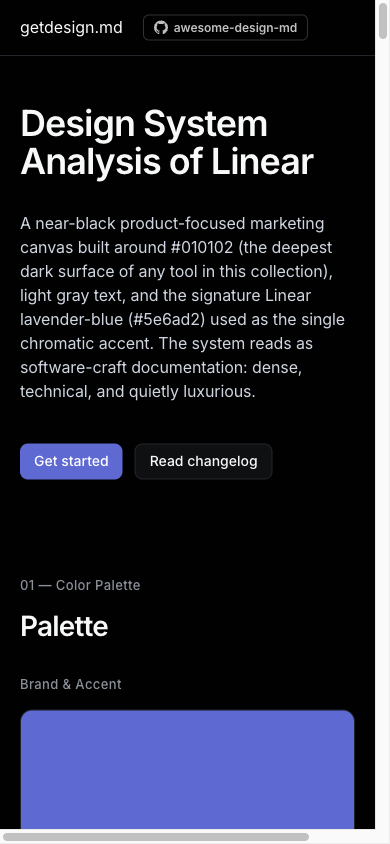 getdesign.md
awesome-design-md
Design System
Analysis of Linear
A near-black product-focused marketing
canvas built around #010102 (the deepest
dark surface of any tool in this collection),
light gray text, and the signature Linear
lavender-blue (#5e6ad2) used as the single
chromatic accent. The system reads as
software-craft documentation: dense,
technical, and quietly luxurious.
Get started
Read changelog
01 — Color Palette
Palette
Brand & Accent